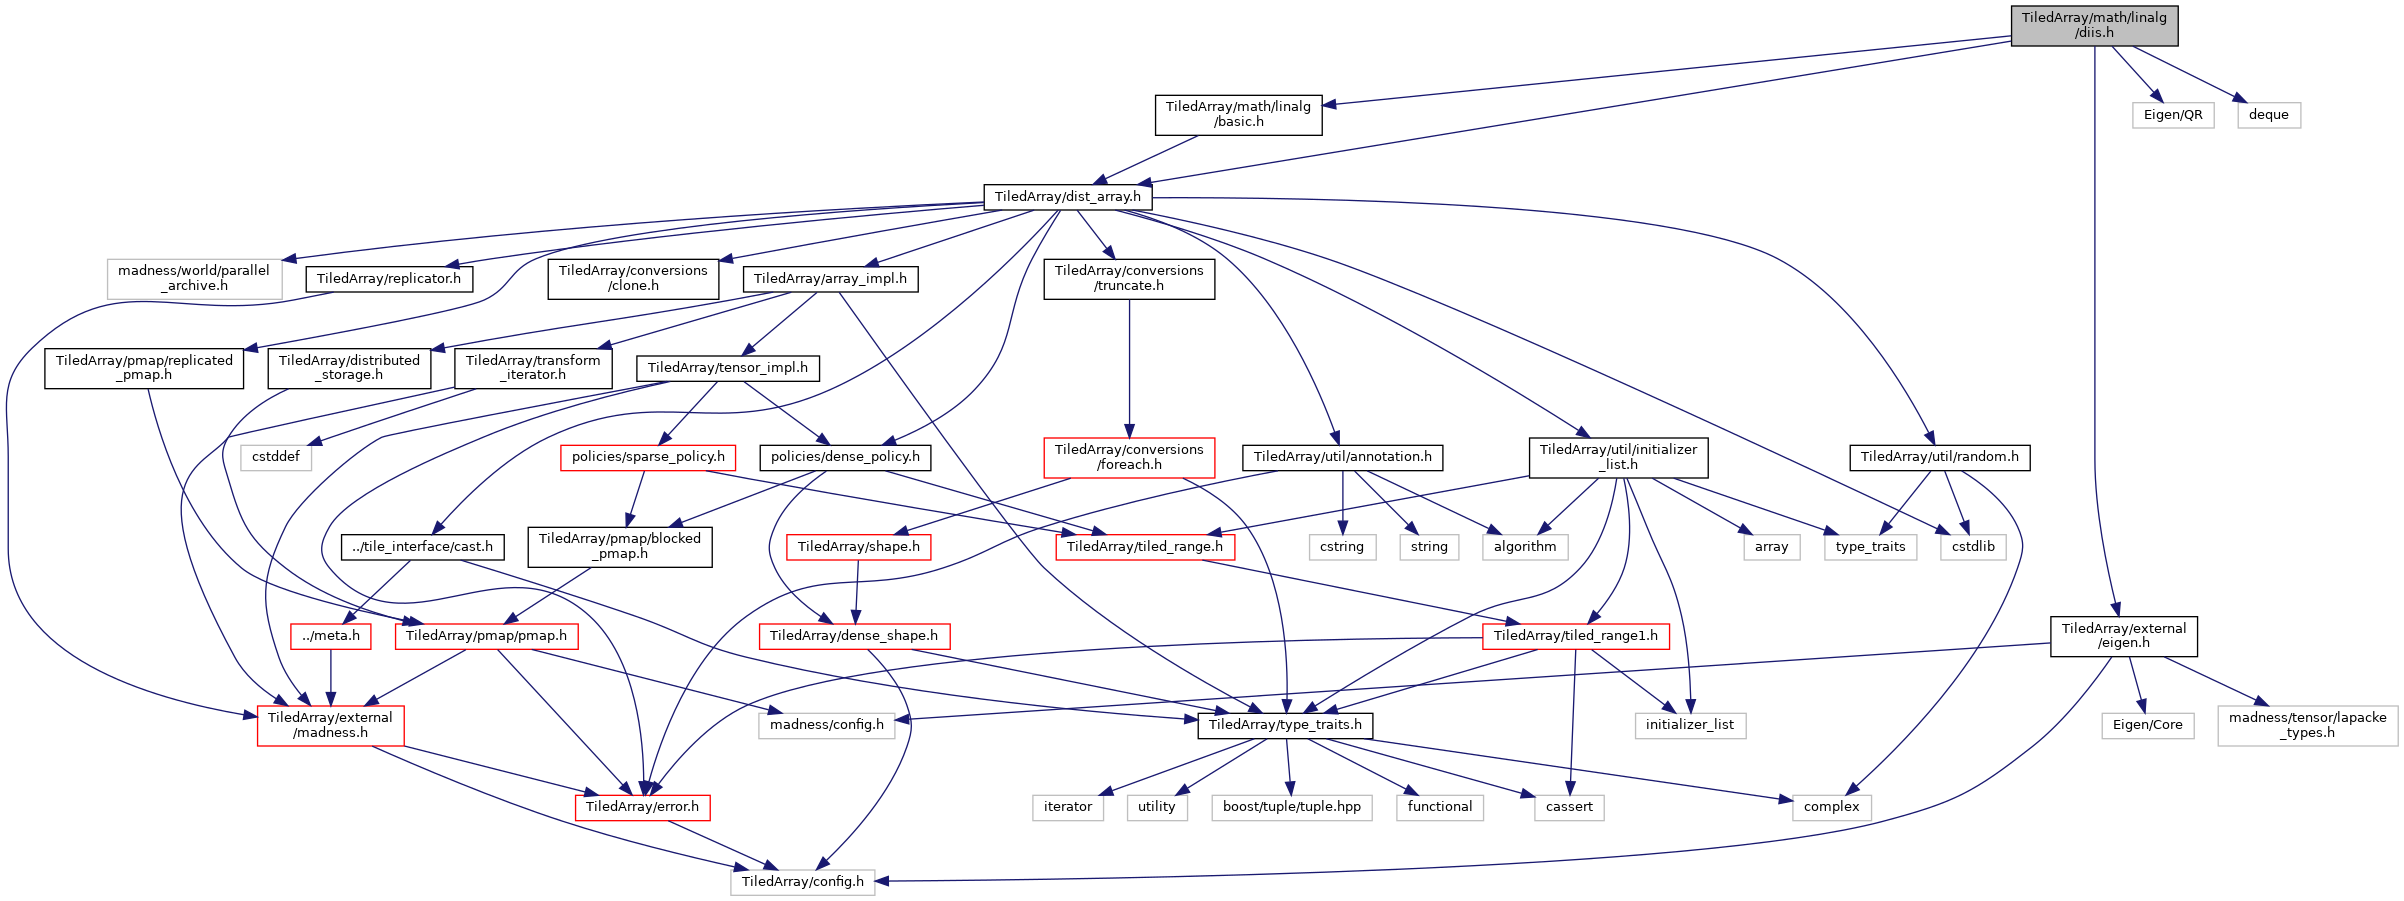 TiledArray/math/linalg
/diis.h
TiledArray/math/linalg
/basic.h
Eigen/QR
deque
TiledArray/dist_array.h
madness/world/parallel
_archive.h
TiledArray/replicator.h
TiledArray/conversions
/clone.h
TiledArray/array_impl.h
TiledArray/conversions
/truncate.h
TiledArray/pmap/replicated
_pmap.h
TiledArray/distributed
_storage.h
TiledArray/transform
_iterator.h
TiledArray/tensor_impl.h
cstddef
policies/sparse_policy.h
policies/dense_policy.h
TiledArray/conversions
/foreach.h
TiledArray/util/annotation.h
TiledArray/util/initializer
_list.h
TiledArray/util/random.h
../tile_interface/cast.h
TiledArray/pmap/blocked
_pmap.h
TiledArray/shape.h
TiledArray/tiled_range.h
cstring
string
algorithm
array
type_traits
cstdlib
../meta.h
TiledArray/pmap/pmap.h
TiledArray/dense_shape.h
TiledArray/tiled_range1.h
TiledArray/external
/eigen.h
TiledArray/external
/madness.h
madness/config.h
TiledArray/type_traits.h
initializer_list
Eigen/Core
madness/tensor/lapacke
_types.h
TiledArray/error.h
iterator
utility
boost/tuple/tuple.hpp
functional
cassert
complex
TiledArray/config.h